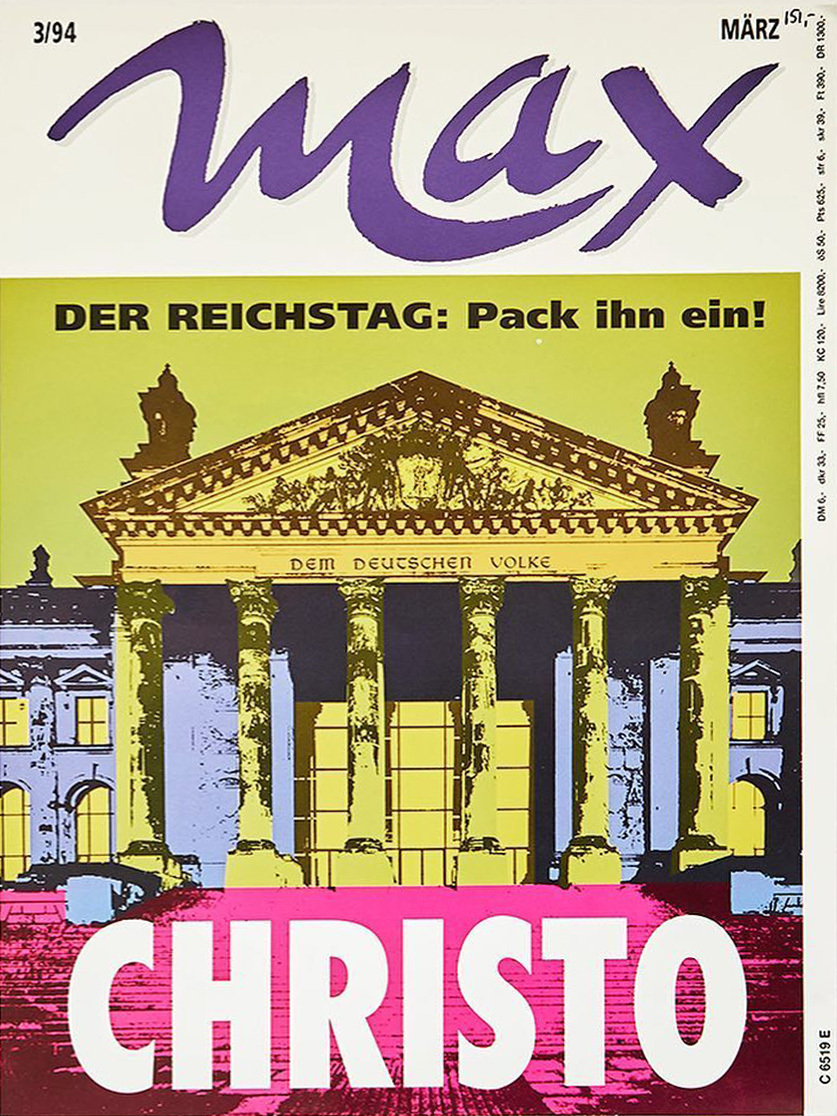 3/94
MÄRZ
151,-
max
DER REICHSTAG: Pack ihn ein!
DEM DEUTSCHEN VOLKE
CHRISTO
DM 6,- dkr 33,- FF 25,- hfl 7,50 KC 120,- Lire 8200,- öS 50,- Pts 625,- sfr 6,- skr 39,- Ft 390,- DR 1300,-
C 6519 E